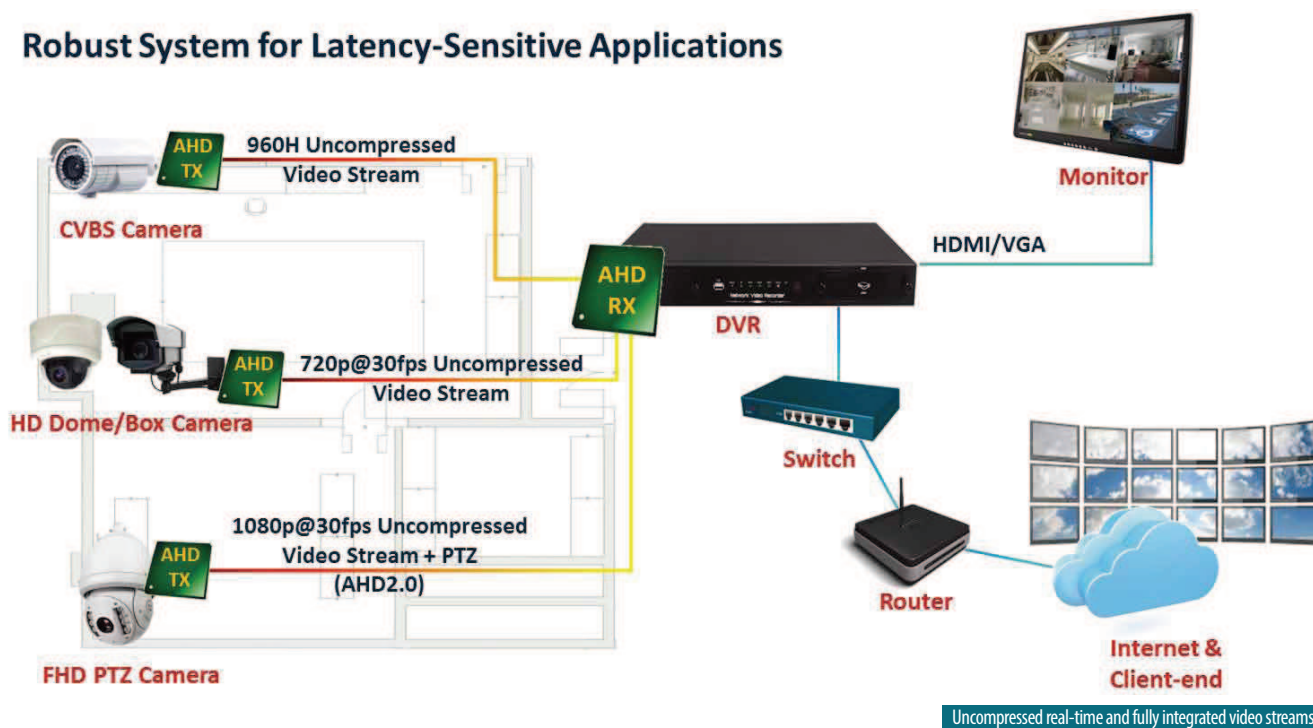 Robust System for Latency-Sensitive Applications
AHD
TX
960H Uncompressed
Video Stream
CVBS Camera
Monitor
HDMI/VGA
AHD
RX
Network Video Recorder
DVR
AHD
TX
720p@30fps Uncompressed
Video Stream
HD Dome/Box Camera
Switch
1080p@30fps Uncompressed
Video Stream + PTZ
(AHD2.0)
AHD
TX
FHD PTZ Camera
Router
Internet &
Client-end
Uncompressed real-time and fully integrated video streams